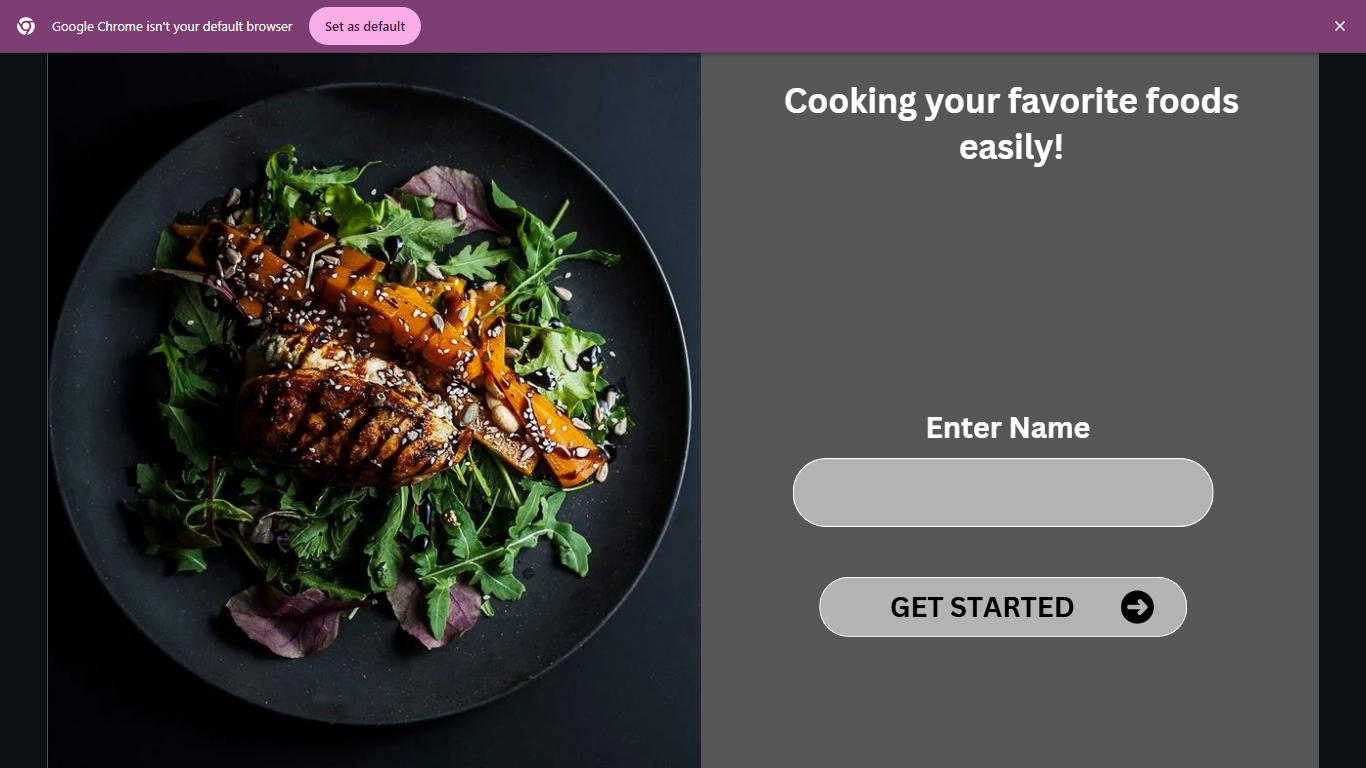 Google Chrome isn't your default browser
Set as default
Cooking your favorite foods
easily!
Enter Name
GET STARTED